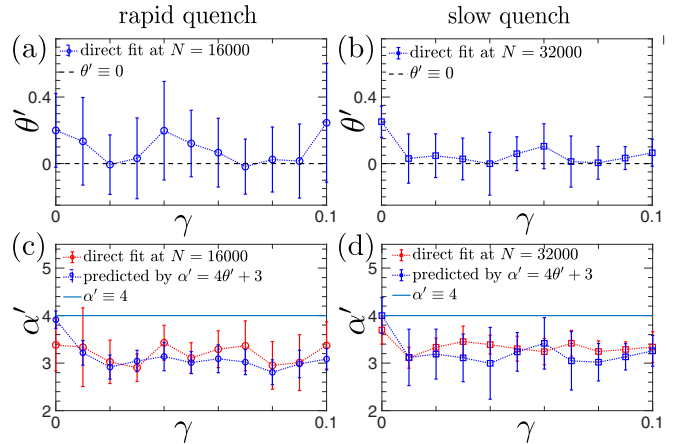 rapid quench
slow quench
(a)
direct fit at N = 16000
θ′ ≡ 0
0.4
0
θ′
0
γ
0.1
(b)
direct fit at N = 32000
θ′ ≡ 0
0.4
0
θ′
0
γ
0.1
(c)
direct fit at N = 16000
predicted by α′ = 4θ′ + 3
α′ ≡ 4
5
4
3
2
α′
0
γ
0.1
(d)
direct fit at N = 32000
predicted by α′ = 4θ′ + 3
α′ ≡ 4
5
4
3
2
α′
0
γ
0.1